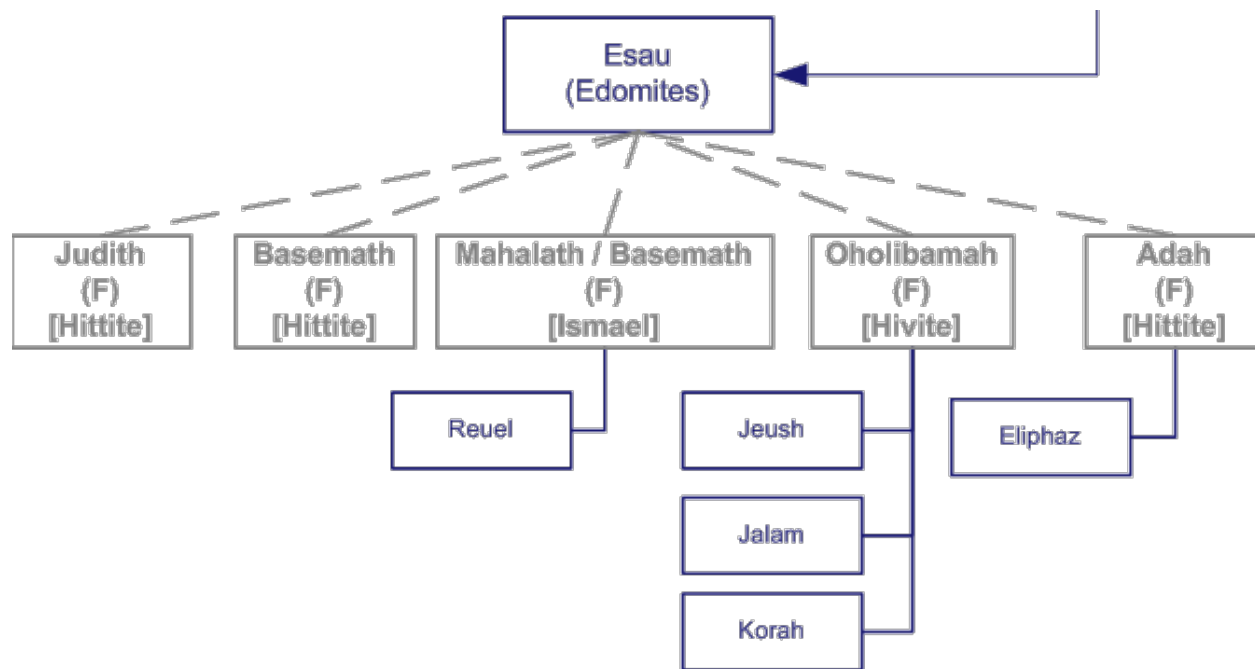 Esau
(Edomites)
Judith
(F)
[Hittite]
Basemath
(F)
[Hittite]
Mahalath / Basemath
(F)
[Ismael]
Oholibamah
(F)
[Hivite]
Adah
(F)
[Hittite]
Reuel
Jeush
Eliphaz
Jalam
Korah